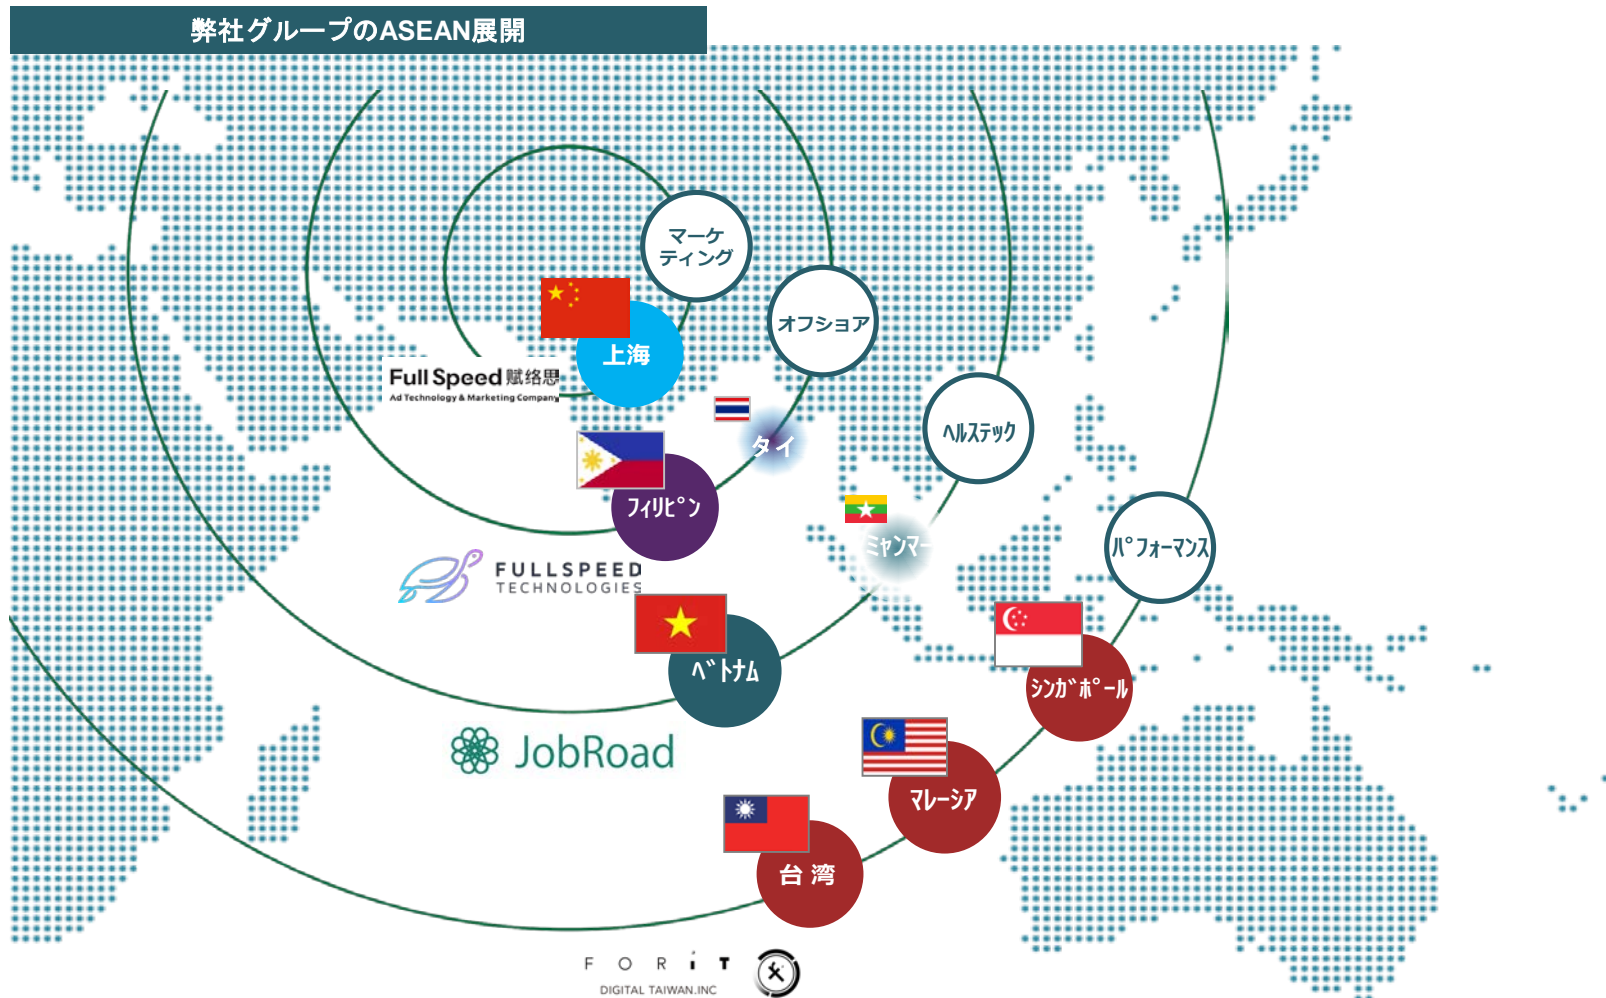 弊社グループのASEAN展開
マーケ
ティング
オフショア
上海
Full Speed 赋络思
Ad Technology & Marketing Company
タイ
ヘルステック
フィリピン
ミャンマー
パフォーマンス
FULLSPEED
TECHNOLOGIES
ベトナム
シンガポール
JobRoad
マレーシア
台 湾
FORiT
DIGITAL TAIWAN.INC